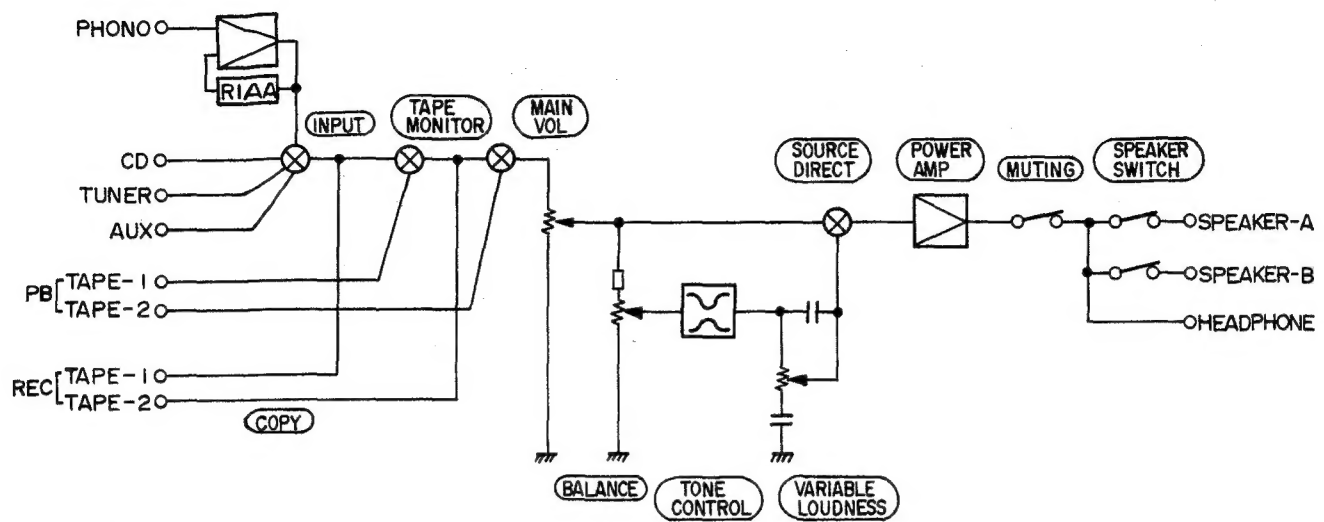 PHONO
RIAA
INPUT
TAPE
MONITOR
MAIN
VOL
CD
TUNER
AUX
SOURCE
DIRECT
POWER
AMP
MUTING
SPEAKER
SWITCH
SPEAKER-A
SPEAKER-B
HEADPHONE
PB
TAPE-1
TAPE-2
REC
TAPE-1
TAPE-2
COPY
BALANCE
TONE
CONTROL
VARIABLE
LOUDNESS